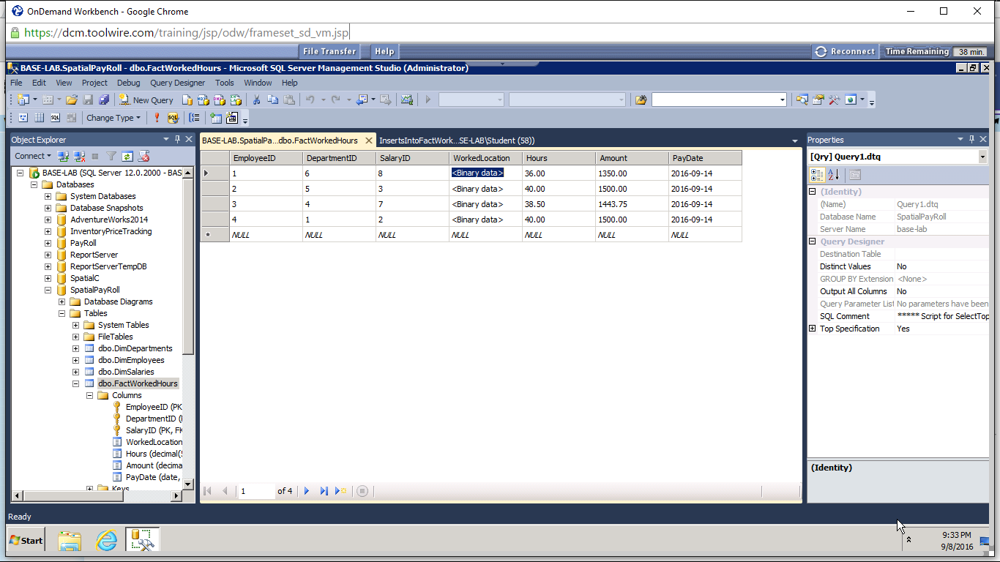 OnDemand Workbench - Google Chrome
https://dcm.toolwire.com/training/jsp/odw/frameset_sd_vm.jsp
File Transfer Help Reconnect Time Remaining 38 min.
BASE-LAB.SpatialPayRoll - dbo.FactWorkedHours - Microsoft SQL Server Management Studio (Administrator)
File Edit View Project Debug Query Designer Tools Window Help
New Query
Change Type
Object Explorer
Connect
BASE-LAB (SQL Server 12.0.2000 - BAS
Databases
System Databases
Database Snapshots
AdventureWorks2014
InventoryPriceTracking
PayRoll
ReportServer
ReportServerTempDB
SpatialC
SpatialPayRoll
Database Diagrams
Tables
System Tables
FileTables
dbo.DimDepartments
dbo.DimEmployees
dbo.DimSalaries
dbo.FactWorkedHours
Columns
EmployeeID (PK
DepartmentID (
SalaryID (PK, FK
WorkedLocation
Hours (decimal(
Amount (decima
PayDate (date,
Keys
BASE-LAB.SpatialPa...dbo.FactWorkedHours InsertsIntoFactWork...SE-LAB\Student (58))
EmployeeID DepartmentID SalaryID WorkedLocation Hours Amount PayDate
1 6 8 <Binary data> 36.00 1350.00 2016-09-14
2 5 3 <Binary data> 40.00 1500.00 2016-09-14
3 4 7 <Binary data> 38.50 1443.75 2016-09-14
4 1 2 <Binary data> 40.00 1500.00 2016-09-14
* NULL NULL NULL NULL NULL NULL NULL
1 of 4
Properties
[Qry] Query1.dtq
(Identity)
(Name) Query1.dtq
Database Name SpatialPayRoll
Server Name base-lab
Query Designer
Destination Table
Distinct Values No
GROUP BY Extension <None>
Output All Columns No
Query Parameter List No parameters have been
SQL Comment ***** Script for SelectTop
Top Specification Yes
(Identity)
Ready
Start
9:33 PM
9/8/2016